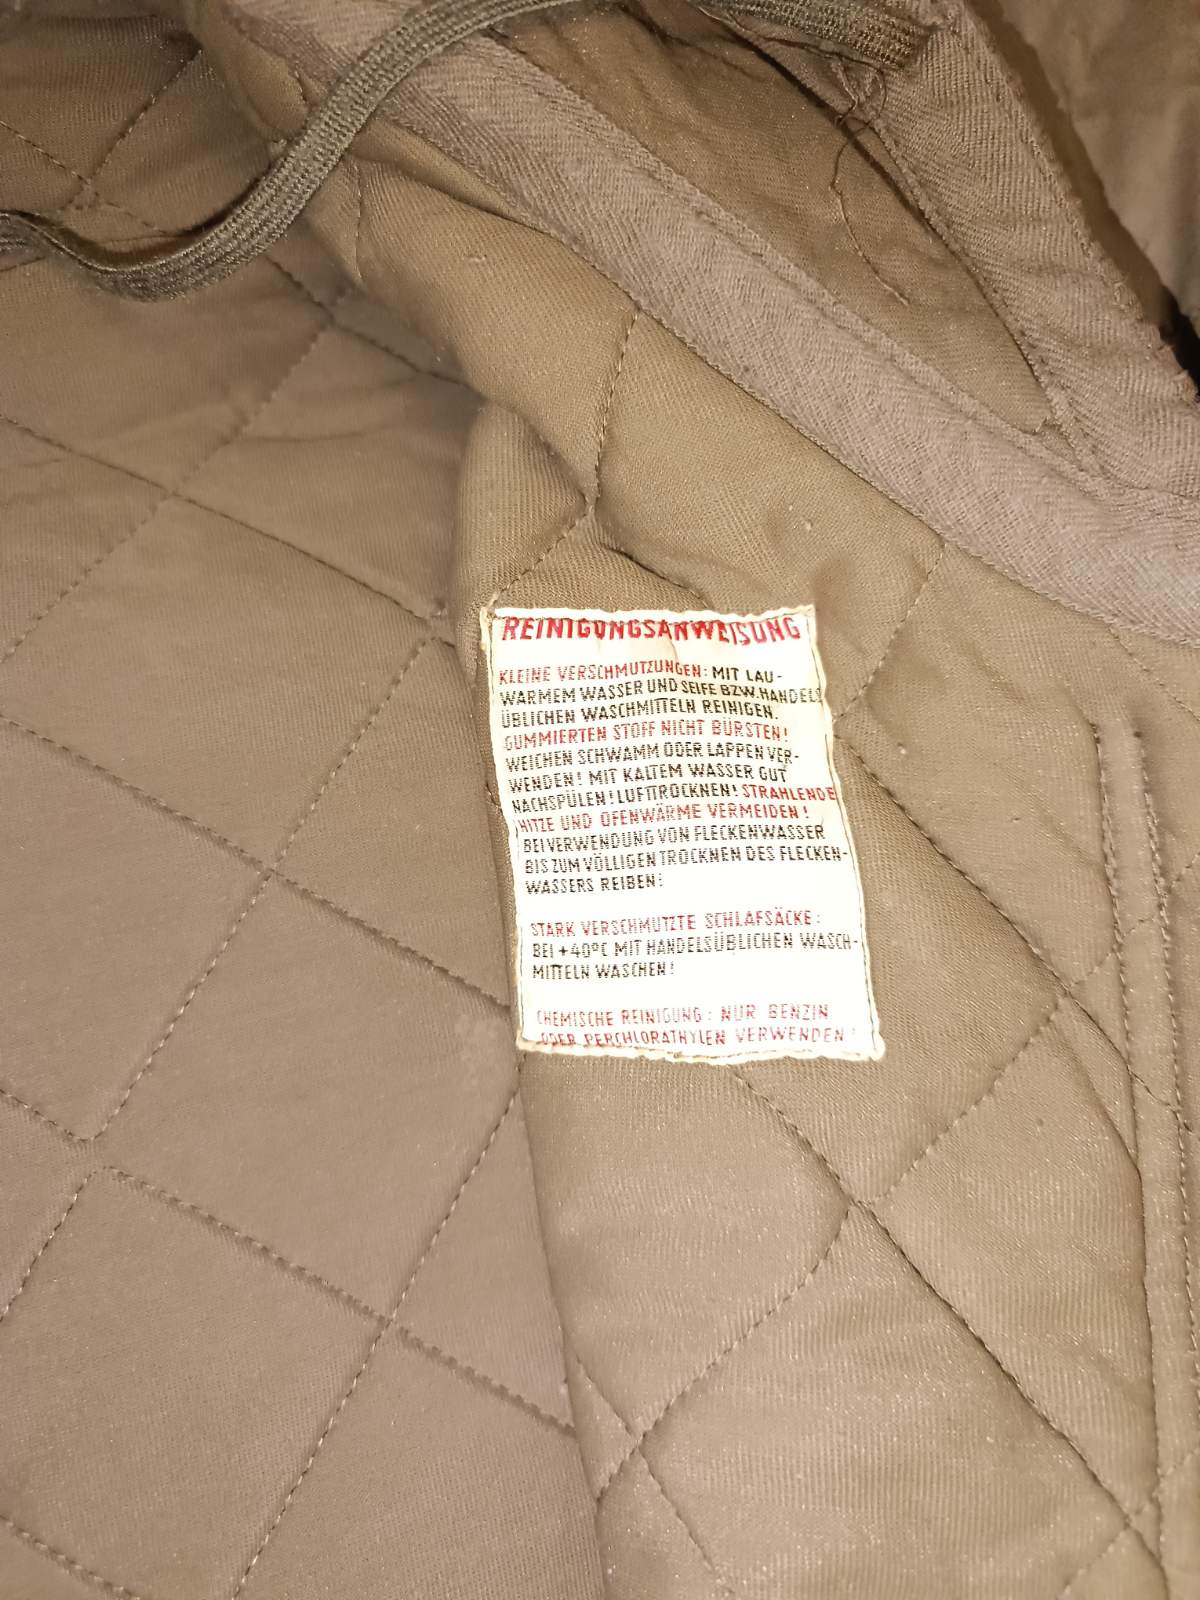 REINIGUNGSANWEISUNG
KLEINE VERSCHMUTZUNGEN: MIT LAU-
WARMEM WASSER UND SEIFE BZW. HANDELS
ÜBLICHEN WASCHMITTELN REINIGEN.
GUMMIERTEN STOFF NICHT BÜRSTEN!
WEICHEN SCHWAMM ODER LAPPEN VER-
WENDEN! MIT KALTEM WASSER GUT
NACHSPÜLEN! LUFTTROCKNEN! STRAHLENDE
HITZE UND OFENWÄRME VERMEIDEN!
BEI VERWENDUNG VON FLECKENWASSER
BIS ZUM VÖLLIGEN TROCKNEN DES FLECKEN-
WASSERS REIBEN!
STARK VERSCHMUTZTE SCHLAFSÄCKE:
BEI +40°C MIT HANDELSÜBLICHEN WASCH-
MITTELN WASCHEN!
CHEMISCHE REINIGUNG: NUR BENZIN
ODER PERCHLORATHYLEN VERWENDEN!